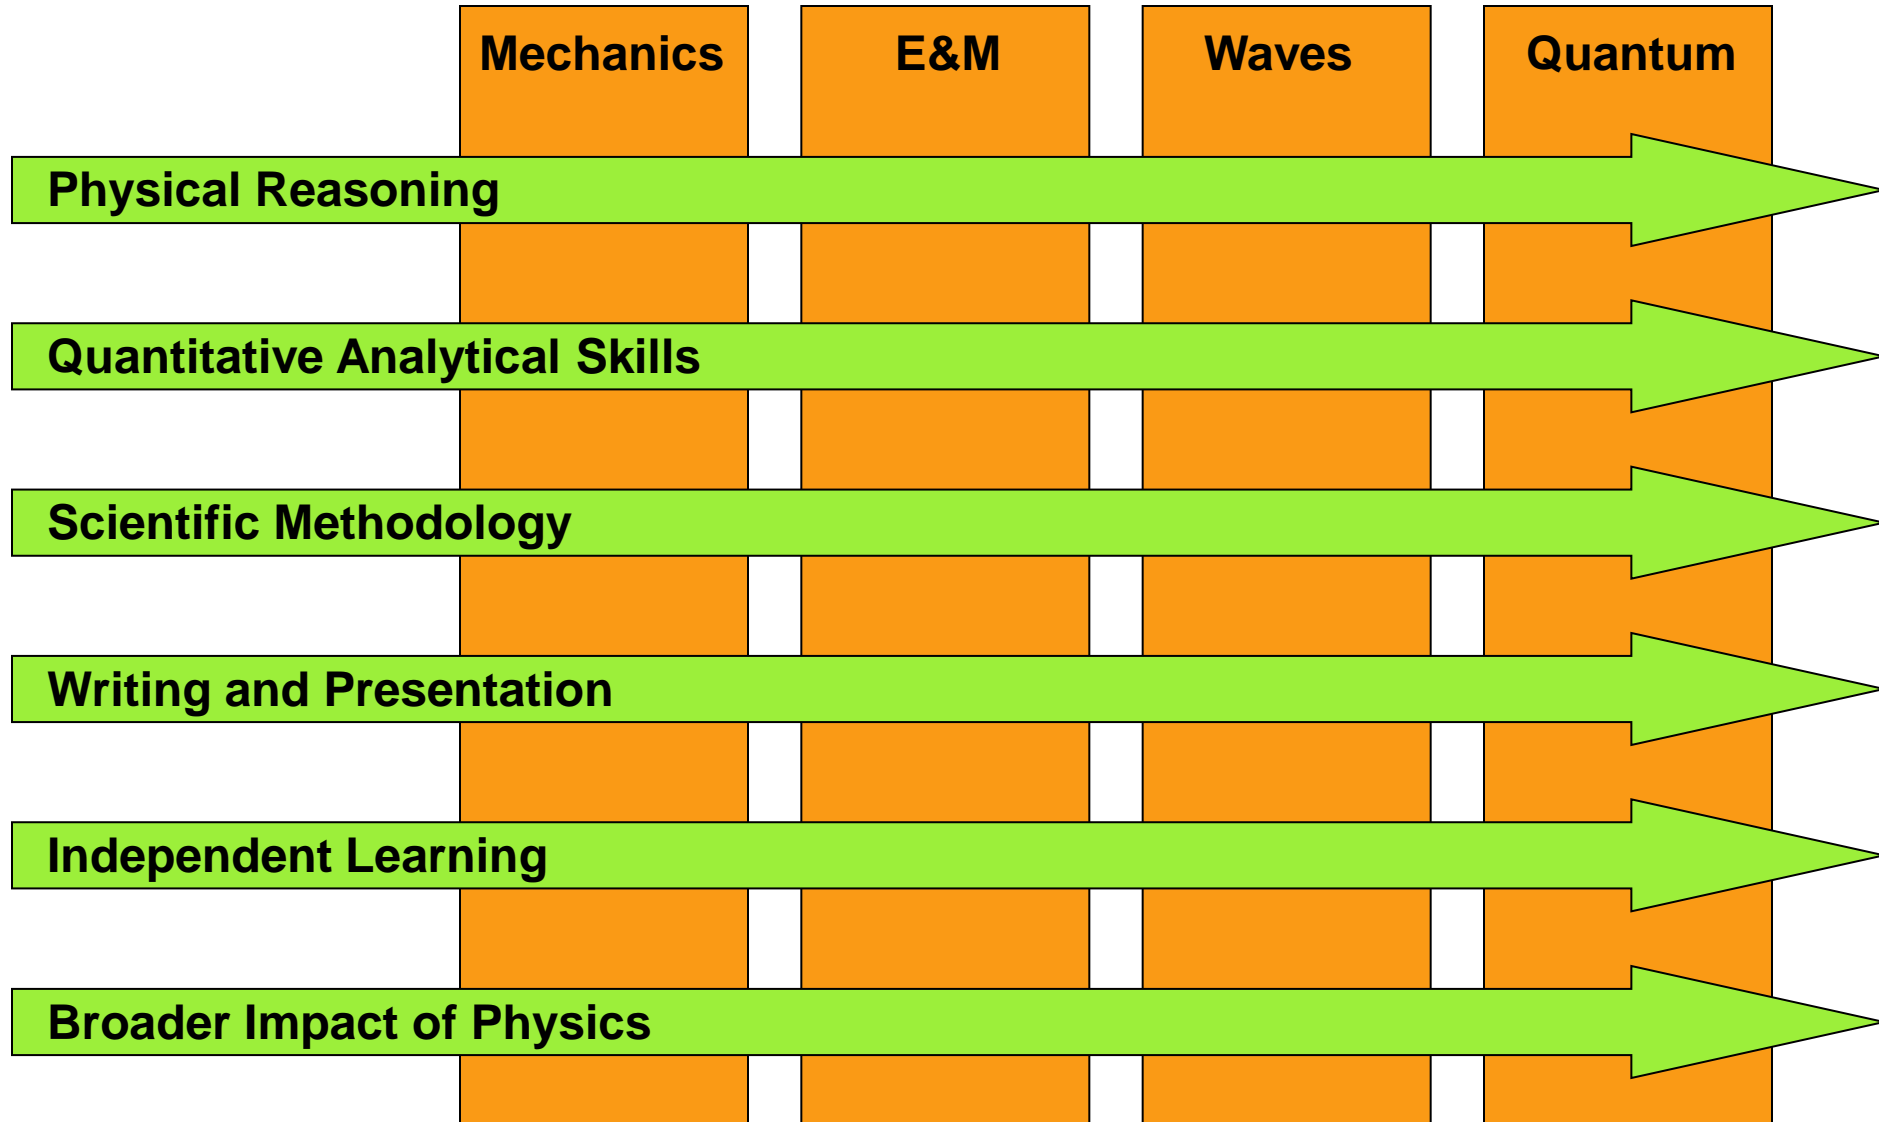 Mechanics E&M Waves Quantum
Physical Reasoning
Quantitative Analytical Skills
Scientific Methodology
Writing and Presentation
Independent Learning
Broader Impact of Physics